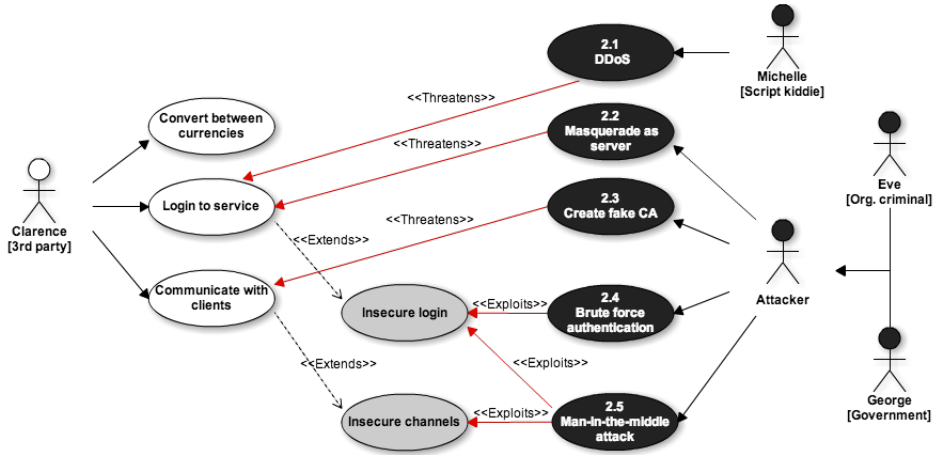 2.1
DDoS
Michelle
[Script kiddie]
<<Threatens>>
Convert between
currencies
2.2
Masquerade as
server
<<Threatens>>
Eve
[Org. criminal]
Clarence
[3rd party]
Login to service
2.3
Create fake CA
<<Threatens>>
<<Extends>>
Communicate with
clients
Attacker
Insecure login
<<Exploits>>
2.4
Brute force
authentication
<<Extends>>
<<Exploits>>
George
[Government]
Insecure channels
<<Exploits>>
2.5
Man-in-the-middle
attack